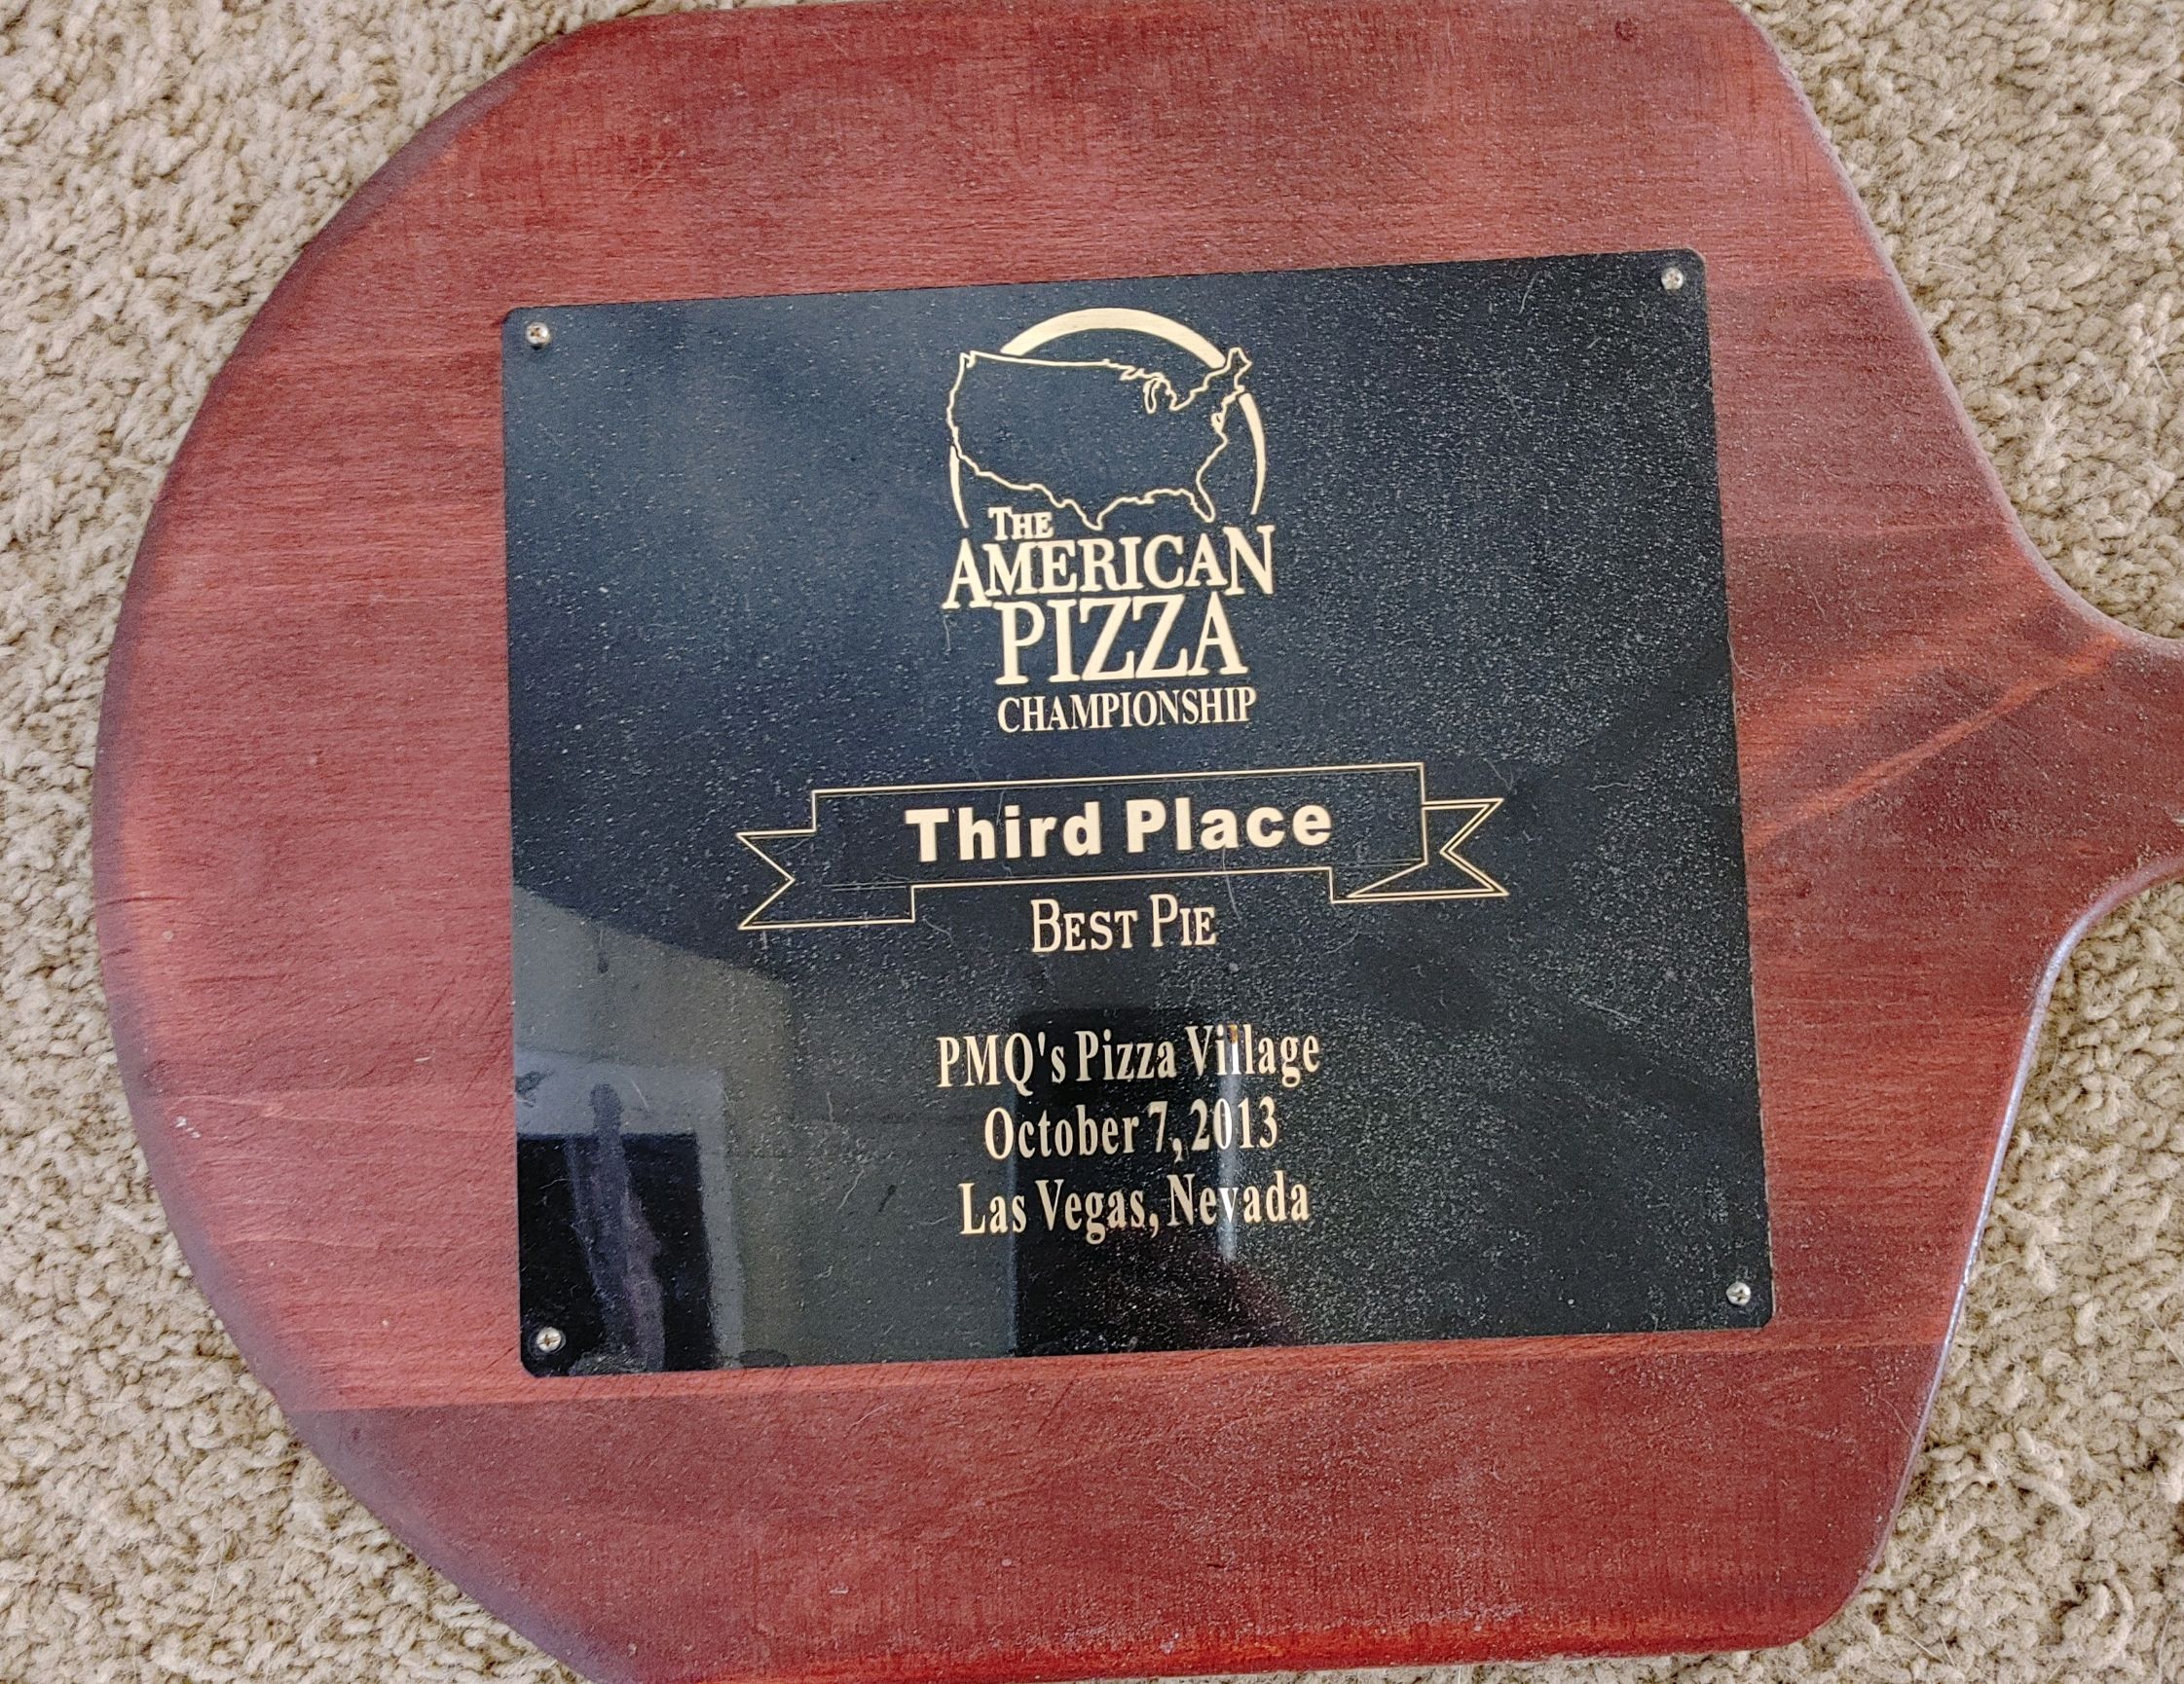 THE
AMERICAN
PIZZA
CHAMPIONSHIP
Third Place
BEST PIE
PMQ's Pizza Village
October 7, 2013
Las Vegas, Nevada